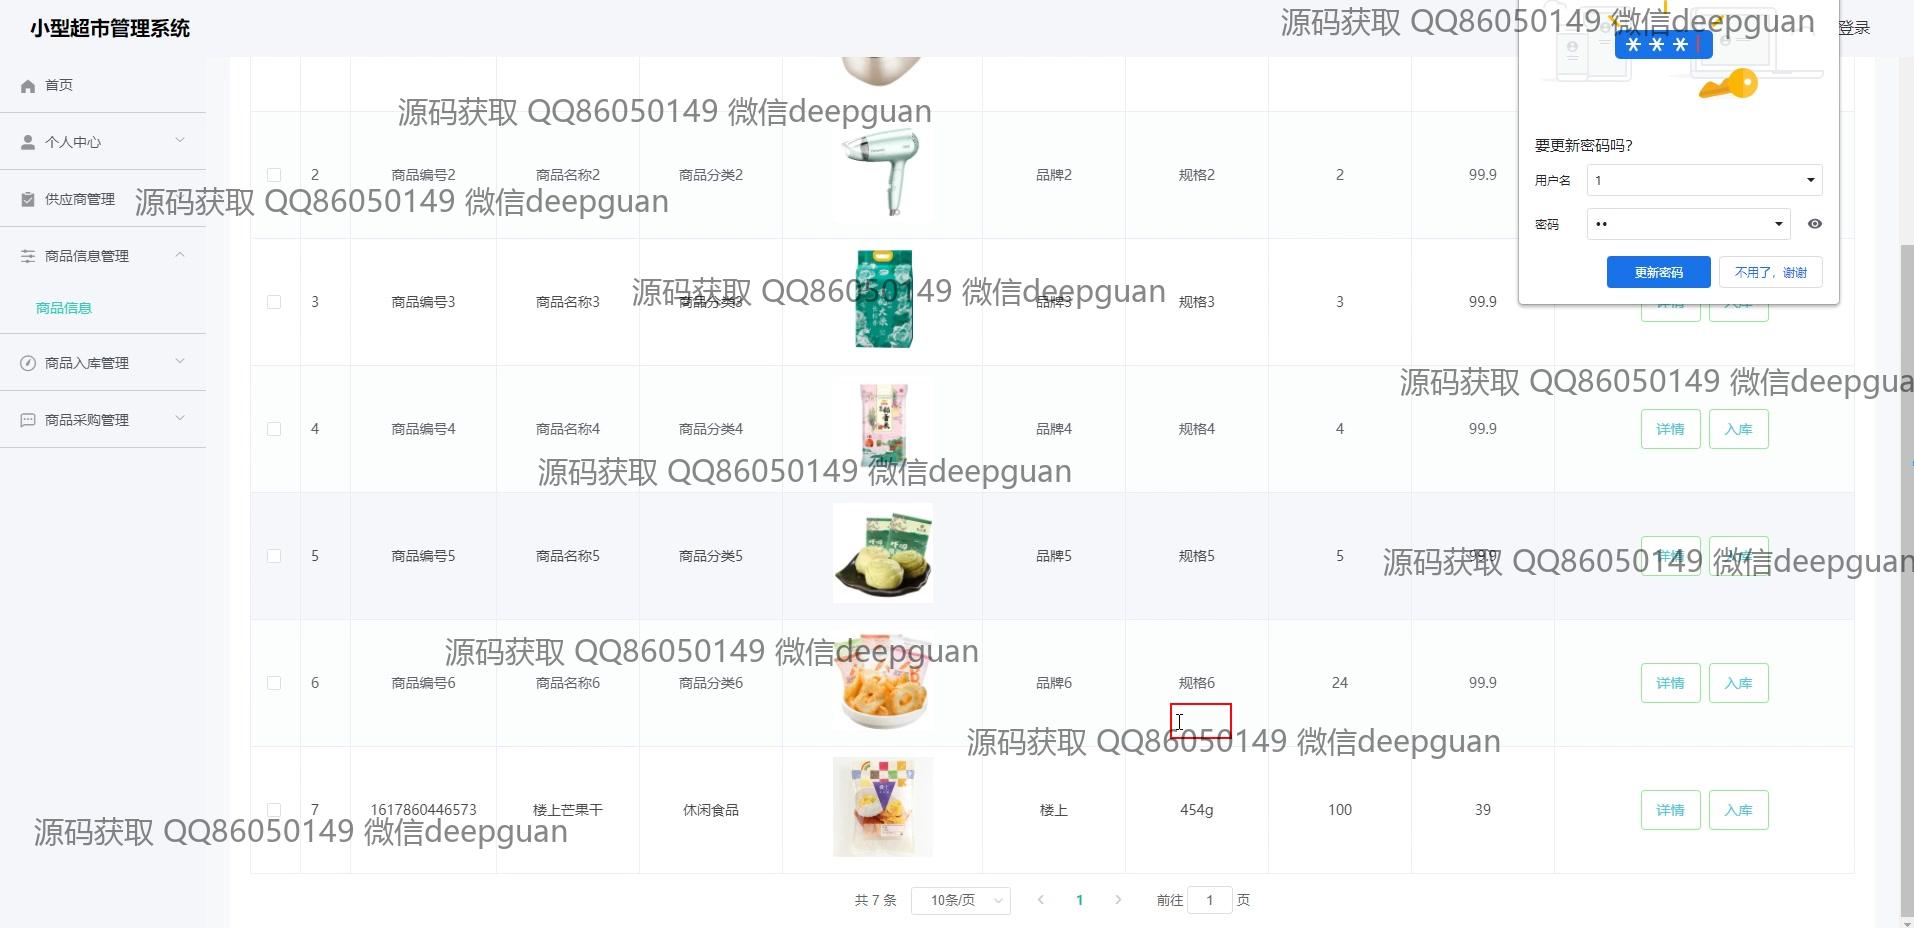 小型超市管理系统
源码获取 QQ86050149 微信deepguan
登录
首页
个人中心
供应商管理
商品信息管理
商品信息
商品入库管理
商品采购管理
源码获取 QQ86050149 微信deepguan
2 商品编号2 商品名称2 商品分类2 品牌2 规格2 2 99.9
源码获取 QQ86050149 微信deepguan
3 商品编号3 商品名称3 商品分类3 品牌3 规格3 3 99.9 详情 入库
源码获取 QQ86050149 微信deepguan
源码获取 QQ86050149 微信deepgua
4 商品编号4 商品名称4 商品分类4 品牌4 规格4 4 99.9 详情 入库
源码获取 QQ86050149 微信deepguan
5 商品编号5 商品名称5 商品分类5 品牌5 规格5 5 99.9 详情 入库
源码获取 QQ86050149 微信deepguan
源码获取 QQ86050149 微信deepguan
6 商品编号6 商品名称6 商品分类6 品牌6 规格6 24 99.9 详情 入库
源码获取 QQ86050149 微信deepguan
7 1617860446573 楼上芒果干 休闲食品 楼上 454g 100 39 详情 入库
源码获取 QQ86050149 微信deepguan
共 7 条 10条/页 1 前往 1 页
***
要更新密码吗?
用户名 1
密码 ••
更新密码 不用了，谢谢